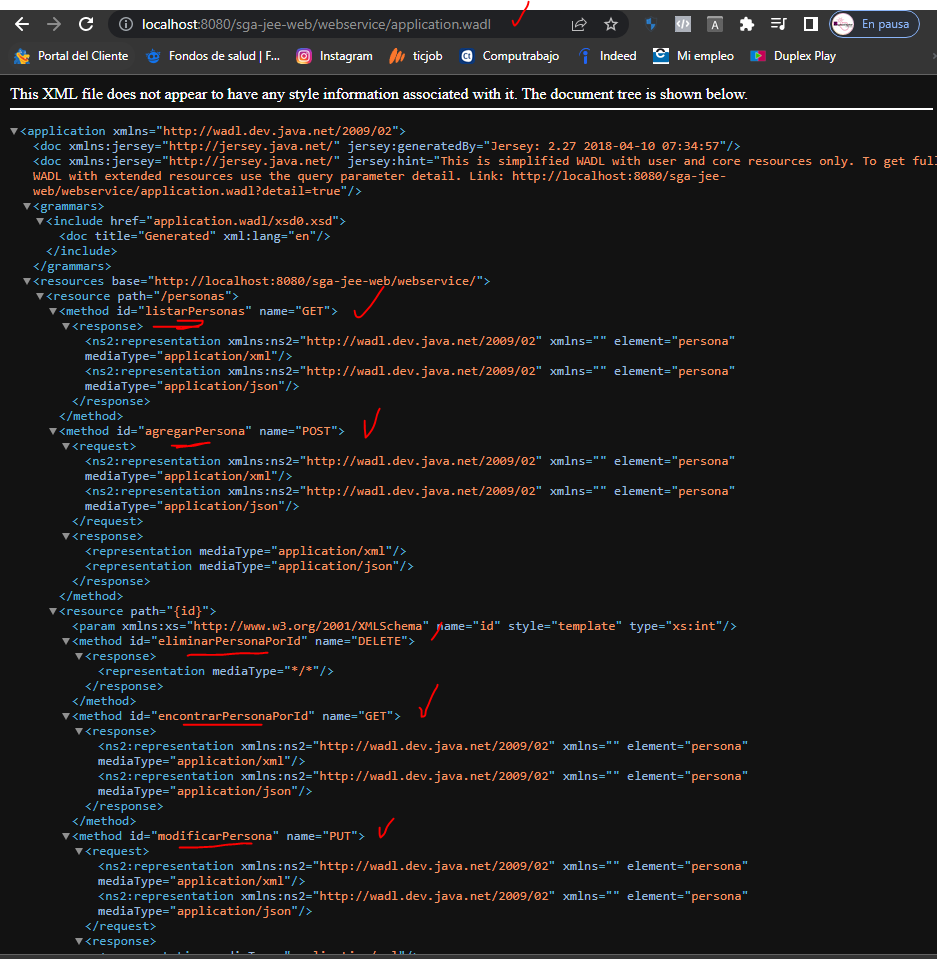 localhost:8080/sga-jee-web/webservice/application.wadl
A
En pausa
Portal del Cliente
Fondos de salud | F...
Instagram
ticjob
Computrabajo
Indeed
Mi empleo
Duplex Play
This XML file does not appear to have any style information associated with it. The document tree is shown below.
▼<application xmlns="http://wadl.dev.java.net/2009/02">
<doc xmlns:jersey="http://jersey.java.net/" jersey:generatedBy="Jersey: 2.27 2018-04-10 07:34:57"/>
<doc xmlns:jersey="http://jersey.java.net/" jersey:hint="This is simplified WADL with user and core resources only. To get full
WADL with extended resources use the query parameter detail. Link: http://localhost:8080/sga-jee-
web/webservice/application.wadl?detail=true"/>
▼<grammars>
▼<include href="application.wadl/xsd0.xsd">
<doc title="Generated" xml:lang="en"/>
</include>
</grammars>
▼<resources base="http://localhost:8080/sga-jee-web/webservice/">
▼<resource path="/personas">
▼<method id="listarPersonas" name="GET">
▼<response>
<ns2:representation xmlns:ns2="http://wadl.dev.java.net/2009/02" xmlns="" element="persona"
mediaType="application/xml"/>
<ns2:representation xmlns:ns2="http://wadl.dev.java.net/2009/02" xmlns="" element="persona"
mediaType="application/json"/>
</response>
</method>
▼<method id="agregarPersona" name="POST">
▼<request>
<ns2:representation xmlns:ns2="http://wadl.dev.java.net/2009/02" xmlns="" element="persona"
mediaType="application/xml"/>
<ns2:representation xmlns:ns2="http://wadl.dev.java.net/2009/02" xmlns="" element="persona"
mediaType="application/json"/>
</request>
▼<response>
<representation mediaType="application/xml"/>
<representation mediaType="application/json"/>
</response>
</method>
▼<resource path="{id}">
<param xmlns:xs="http://www.w3.org/2001/XMLSchema" name="id" style="template" type="xs:int"/>
▼<method id="eliminarPersonaPorId" name="DELETE">
▼<response>
<representation mediaType="*/*"/>
</response>
</method>
▼<method id="encontrarPersonaPorId" name="GET">
▼<response>
<ns2:representation xmlns:ns2="http://wadl.dev.java.net/2009/02" xmlns="" element="persona"
mediaType="application/xml"/>
<ns2:representation xmlns:ns2="http://wadl.dev.java.net/2009/02" xmlns="" element="persona"
mediaType="application/json"/>
</response>
</method>
▼<method id="modificarPersona" name="PUT">
▼<request>
<ns2:representation xmlns:ns2="http://wadl.dev.java.net/2009/02" xmlns="" element="persona"
mediaType="application/xml"/>
<ns2:representation xmlns:ns2="http://wadl.dev.java.net/2009/02" xmlns="" element="persona"
mediaType="application/json"/>
</request>
▼<response>